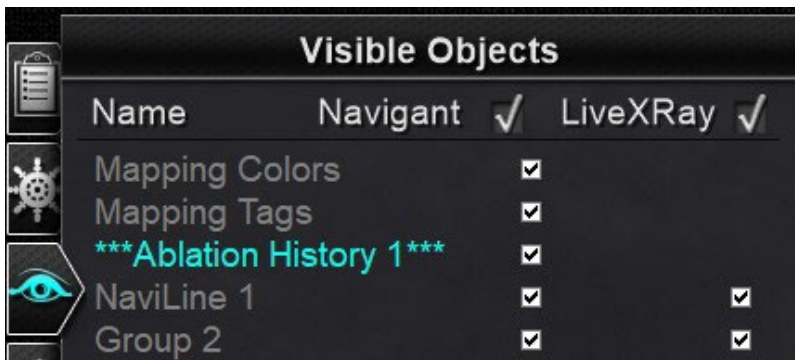 Visible Objects
Name Navigant LiveXRay
Mapping Colors
Mapping Tags
***Ablation History 1***
NaviLine 1
Group 2